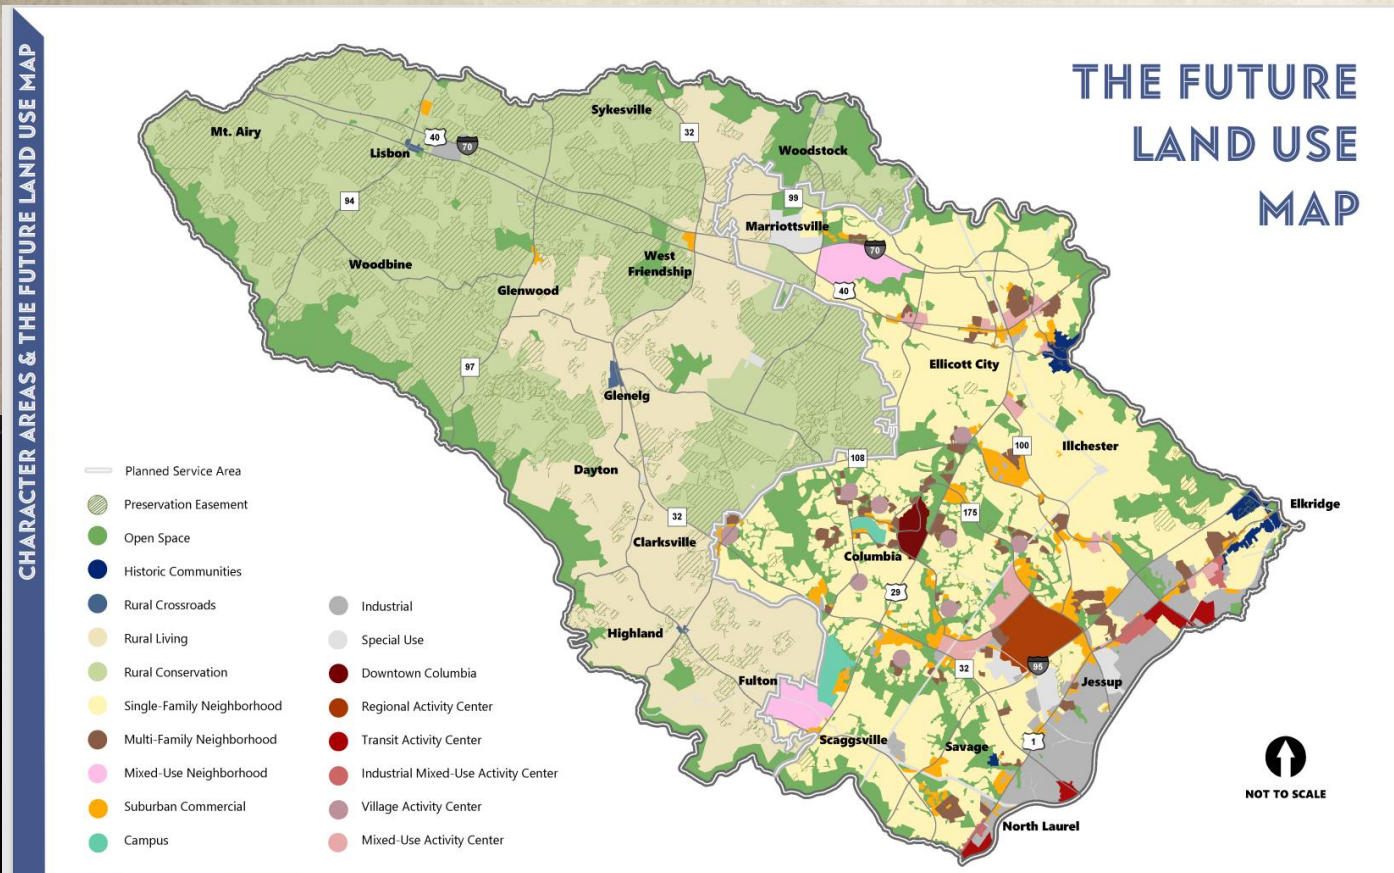 CHARACTER AREAS & THE FUTURE LAND USE MAP
THE FUTURE
LAND USE
MAP
Mt. Airy
Lisbon
40
70
94
Sykesville
32
Woodstock
99
Marriottsville
70
40
Woodbine
Glenwood
West
Friendship
97
Glenelg
Ellicott City
Illchester
100
108
Dayton
32
Clarksville
175
Columbia
29
Elkridge
Highland
Fulton
32
95
Jessup
Scaggsville
Savage
1
North Laurel
Planned Service Area
Preservation Easement
Open Space
Historic Communities
Rural Crossroads
Rural Living
Rural Conservation
Single-Family Neighborhood
Multi-Family Neighborhood
Mixed-Use Neighborhood
Suburban Commercial
Campus
Industrial
Special Use
Downtown Columbia
Regional Activity Center
Transit Activity Center
Industrial Mixed-Use Activity Center
Village Activity Center
Mixed-Use Activity Center
NOT TO SCALE